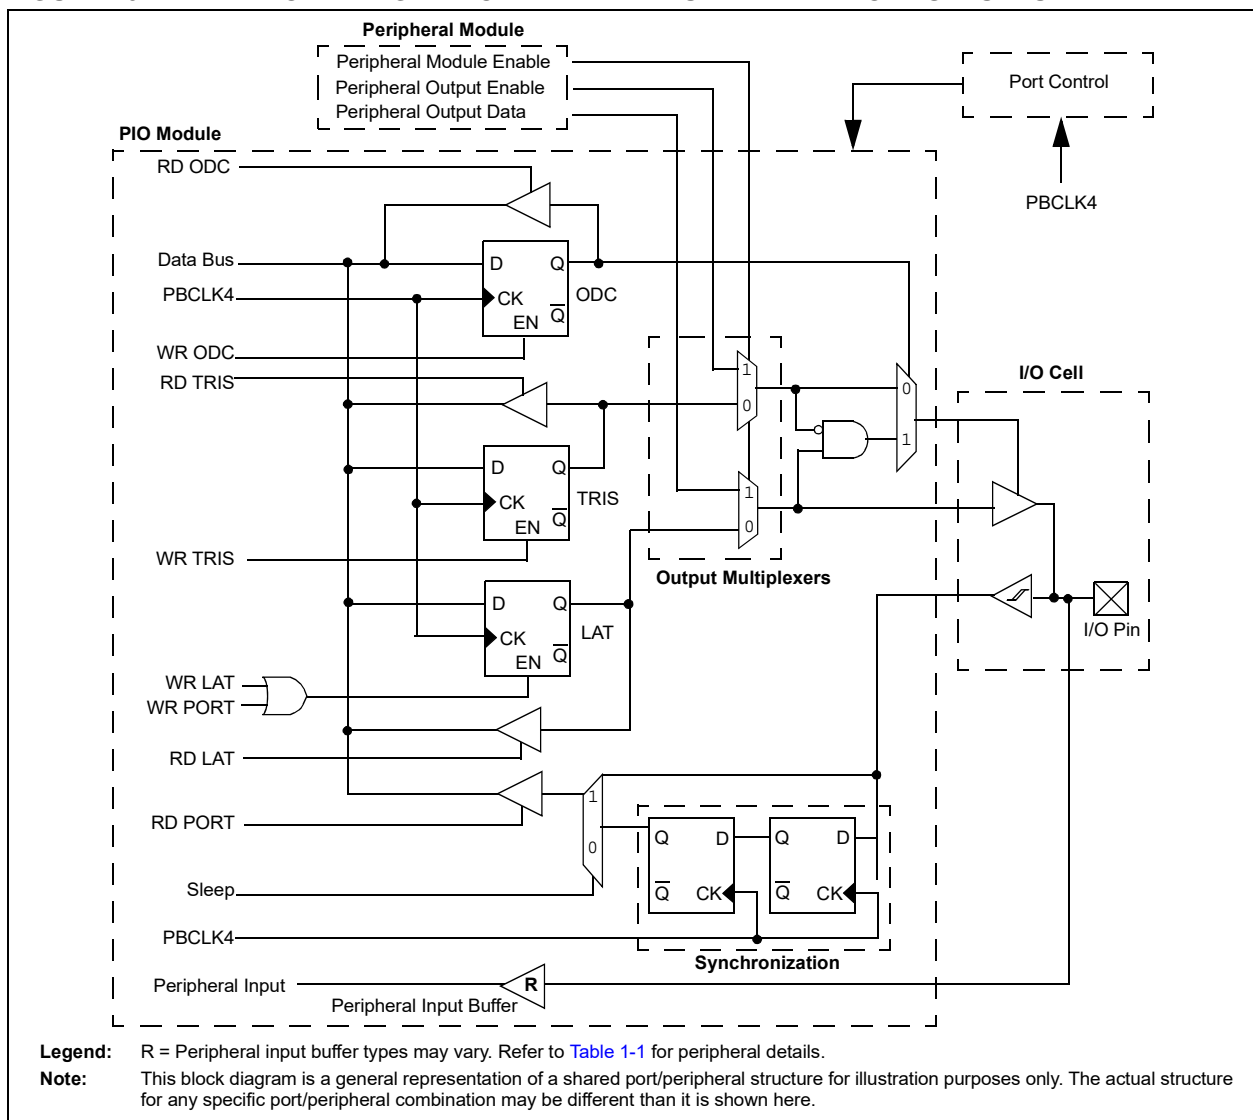 Peripheral Module
Peripheral Module Enable
Peripheral Output Enable
Peripheral Output Data
Port Control
PBCLK4
PIO Module
RD ODC
Data Bus
D
Q
PBCLK4
CK
ODC
Q
EN
WR ODC
RD TRIS
1
0
0
1
I/O Cell
D
Q
CK
TRIS
Q
EN
1
0
WR TRIS
Output Multiplexers
D
Q
CK
LAT
Q
EN
I/O Pin
WR LAT
WR PORT
RD LAT
1
0
RD PORT
Q
D
Q
D
Q
CK
Q
CK
Sleep
PBCLK4
Synchronization
Peripheral Input
R
Peripheral Input Buffer
Legend: R = Peripheral input buffer types may vary. Refer to Table 1-1 for peripheral details.
Note: This block diagram is a general representation of a shared port/peripheral structure for illustration purposes only. The actual structure
for any specific port/peripheral combination may be different than it is shown here.